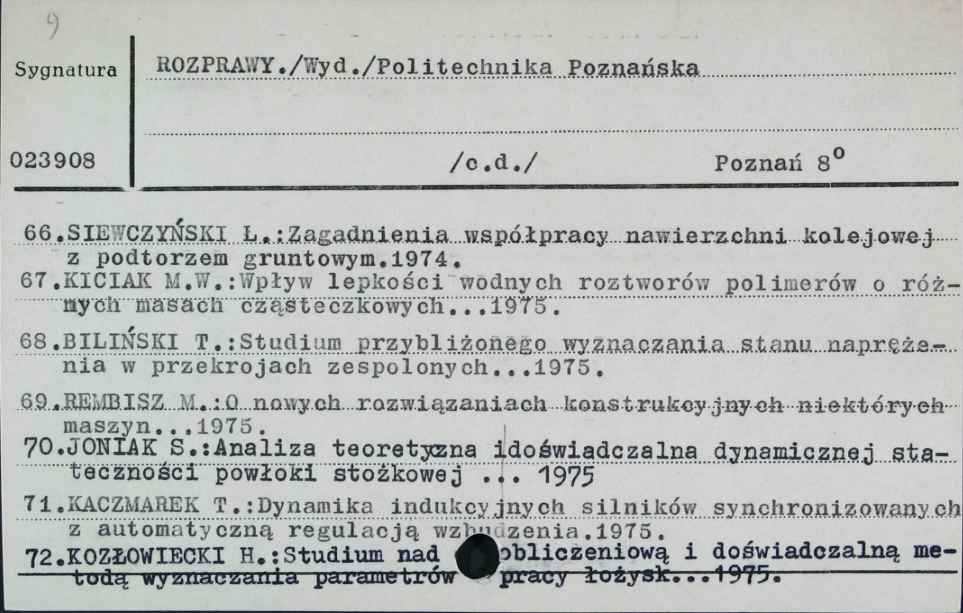 9
Sygnatura
ROZPRAWY./Wyd./Politechnika Poznańska
023908
/c.d./ Poznań 8⁰
66.SIEWCZYŃSKI Ł.:Zagadnienia współpracy nawierzchni kolejowej
z podtorzem gruntowym.1974.
67.KICIAK M.W.:Wpływ lepkości wodnych roztworów polimerów o róż-
nych masach cząsteczkowych...1975.
68.BILIŃSKI T.:Studium przybliżonego wyznaczania stanu napręże-
nia w przekrojach zespolonych...1975.
69.REMBISZ M.:O nowych rozwiązaniach konstrukcyjnych niektórych
maszyn...1975.
70.JONIAK S.:Analiza teoretyczna idoświadczalna dynamicznej sta-
teczności powłoki stożkowej ... 1975
71.KACZMAREK T.:Dynamika indukcyjnych silników synchronizowanych
z automatyczną regulacją wzbudzenia.1975.
72.KOZŁOWIECKI H.:Studium nad obliczeniową i doświadczalną me-
todą wyznaczania parametrów pracy łożysk...1975.